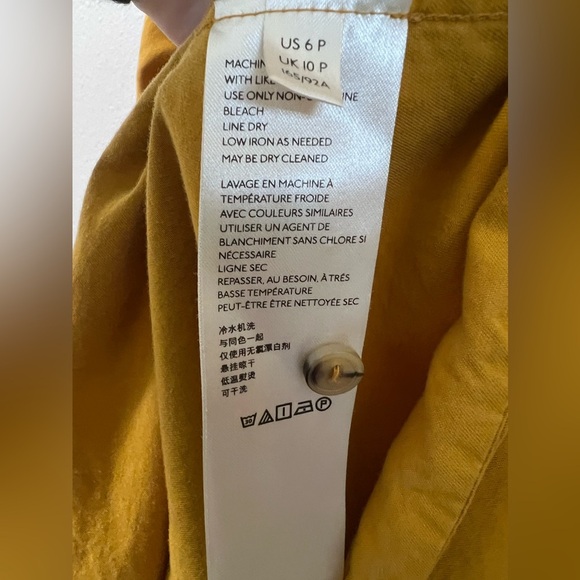 US 6 P
UK 10 P
165/92A
MACHIN
WITH LIKE
USE ONLY NON- INE
BLEACH
LINE DRY
LOW IRON AS NEEDED
MAY BE DRY CLEANED
LAVAGE EN MACHINE À
TEMPÉRATURE FROIDE
AVEC COULEURS SIMILAIRES
UTILISER UN AGENT DE
BLANCHIMENT SANS CHLORE SI
NÉCESSAIRE
LIGNE SEC
REPASSER, AU BESOIN, À TRÉS
BASSE TEMPÉRATURE
PEUT-ÊTRE ÊTRE NETTOYÉE SEC
冷水机洗
与同色一起
仅使用无氯漂白剂
悬挂晾干
低温熨烫
可干洗
30 P